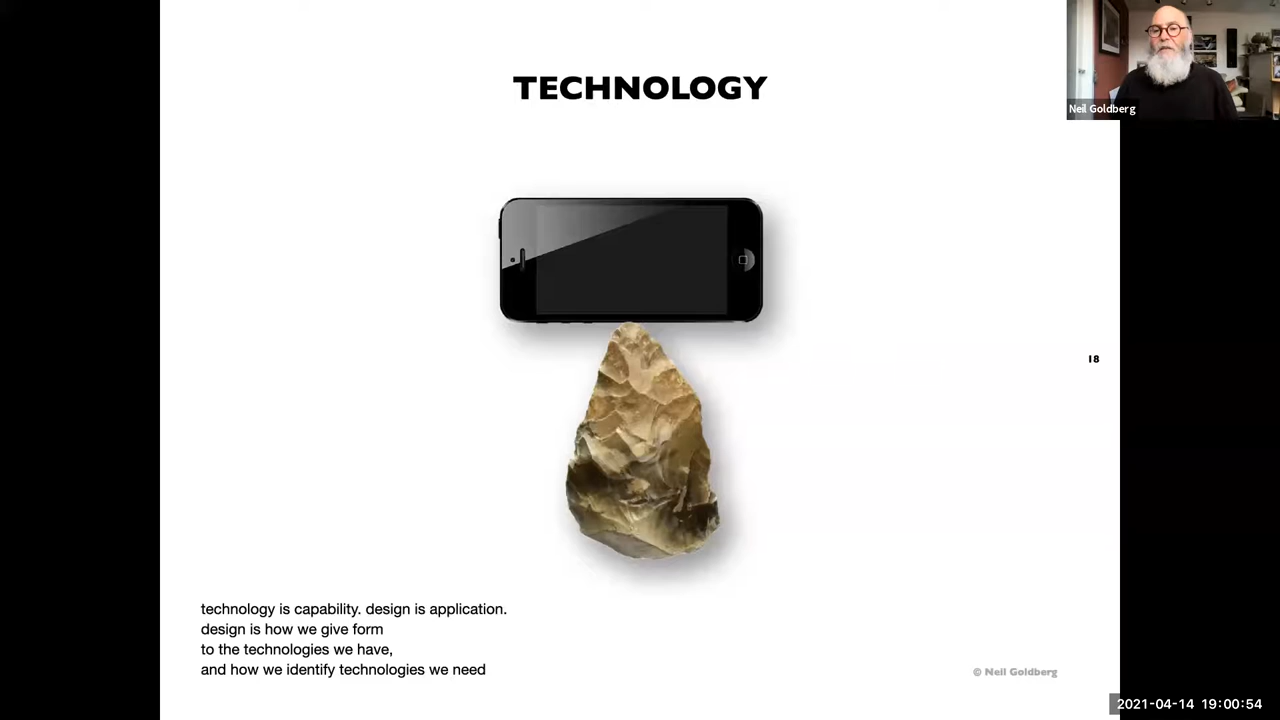 TECHNOLOGY
Neil Goldberg
18
technology is capability. design is application.
design is how we give form
to the technologies we have,
and how we identify technologies we need
© Neil Goldberg
2021-04-14 19:00:54